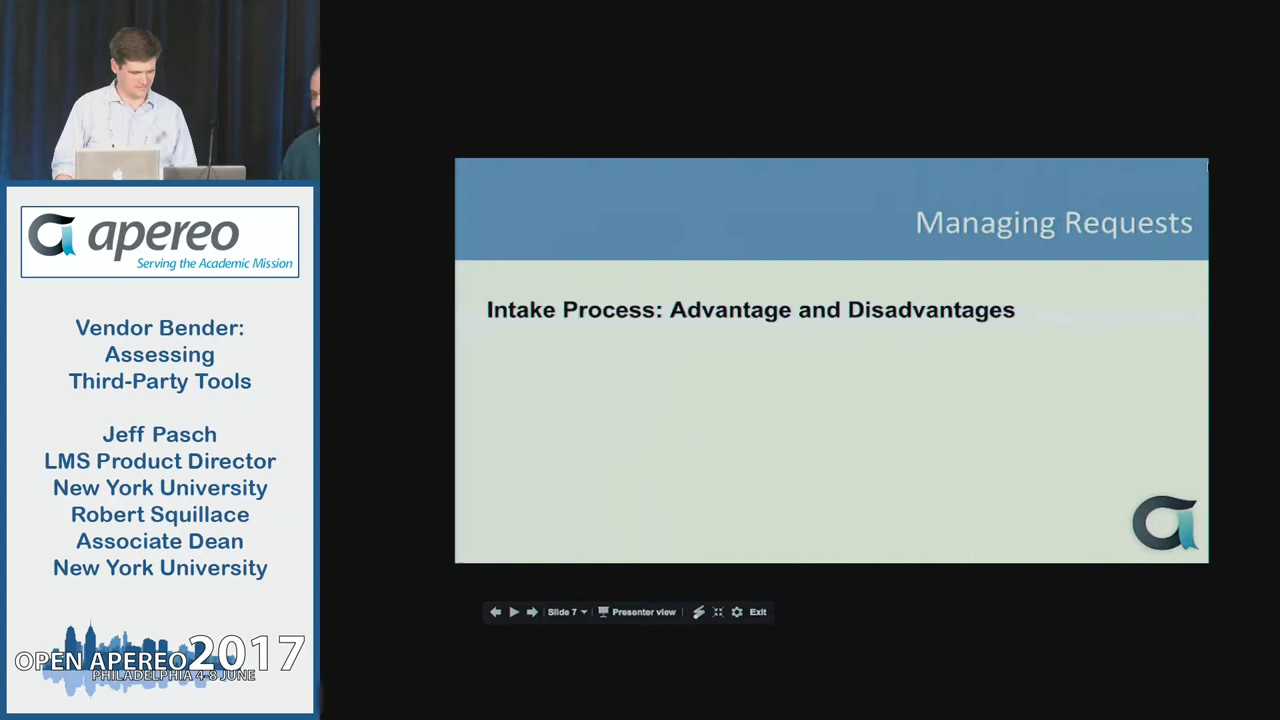 apereo
Serving the Academic Mission
Vendor Bender:
Assessing
Third-Party Tools
Jeff Pasch
LMS Product Director
New York University
Robert Squillace
Associate Dean
New York University
OPEN APEREO 2017
PHILADELPHIA 4-8 JUNE
Managing Requests
Intake Process: Advantage and Disadvantages
Slide 7
Presenter view
Exit